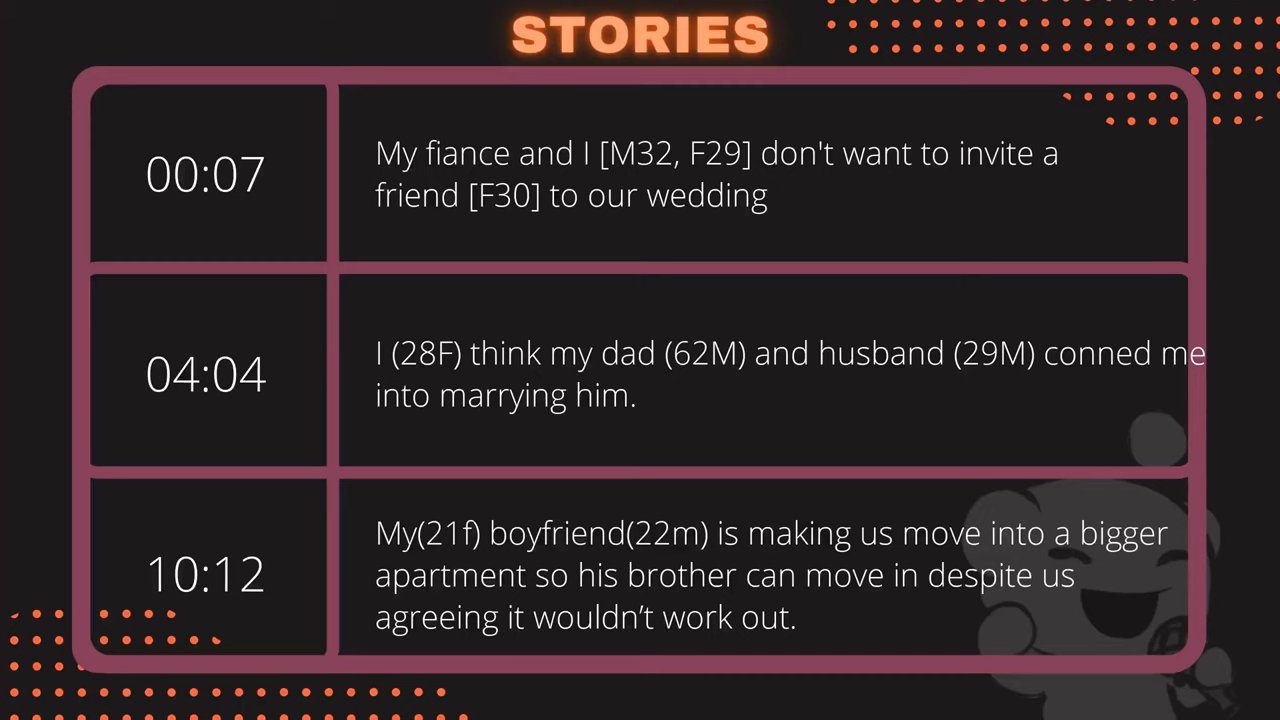 STORIES
00:07
My fiance and I [M32, F29] don't want to invite a
friend [F30] to our wedding
04:04
I (28F) think my dad (62M) and husband (29M) conned me
into marrying him.
10:12
My(21f) boyfriend(22m) is making us move into a bigger
apartment so his brother can move in despite us
agreeing it wouldn’t work out.